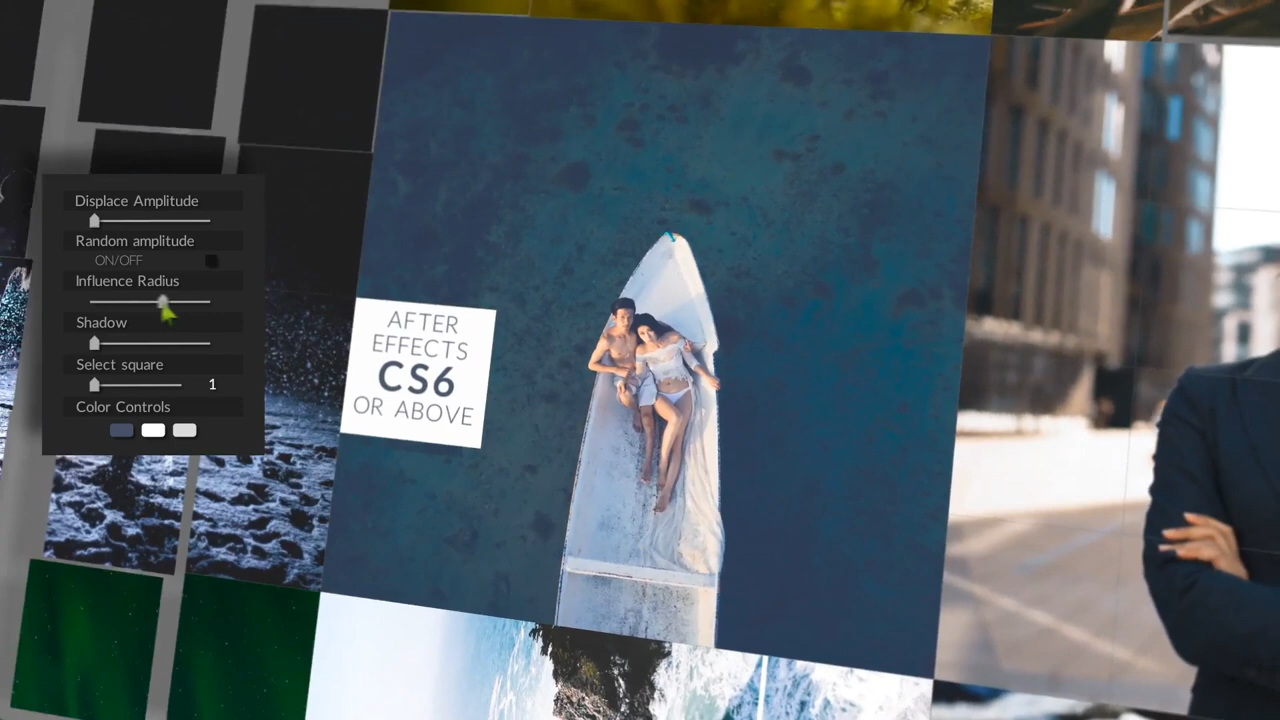 Displace Amplitude
Random amplitude
ON/OFF
Influence Radius
Shadow
Select square
1
Color Controls
AFTER
EFFECTS
CS6
OR ABOVE